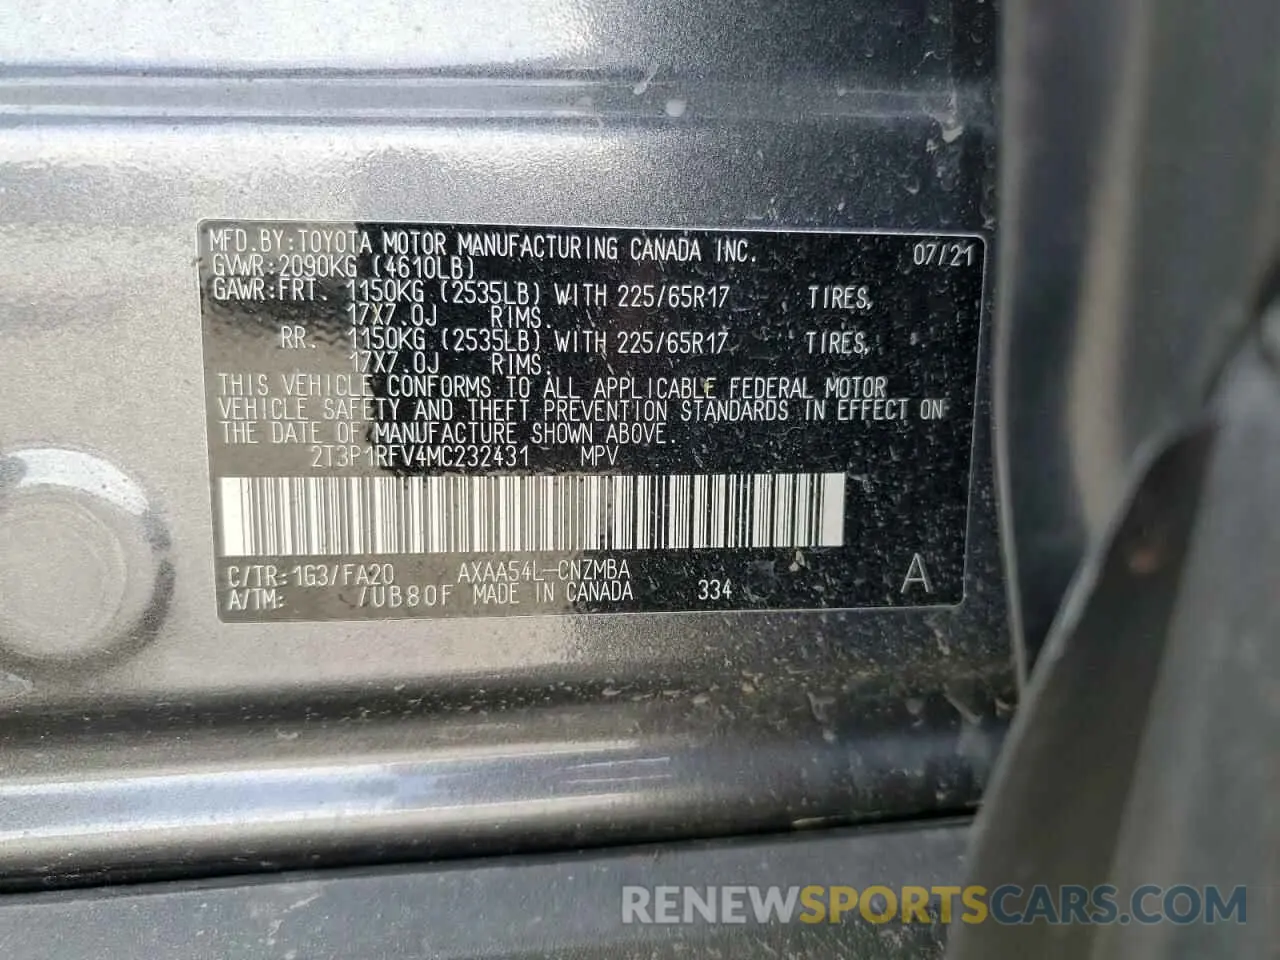 MFD.BY:TOYOTA MOTOR MANUFACTURING CANADA INC. 07/21
GVWR:2090KG (4610LB)
GAWR:FRT. 1150KG (2535LB) WITH 225/65R17 TIRES,
17X7.0J RIMS.
RR. 1150KG (2535LB) WITH 225/65R17 TIRES,
17X7.0J RIMS.
THIS VEHICLE CONFORMS TO ALL APPLICABLE FEDERAL MOTOR
VEHICLE SAFETY AND THEFT PREVENTION STANDARDS IN EFFECT ON
THE DATE OF MANUFACTURE SHOWN ABOVE.
2T3P1RFV4MC232431 MPV
C/TR:1G3/FA20 AXAA54L-CNZMBA A
A/TM: /UB80F MADE IN CANADA 334
RENEWSPORTSCARS.COM